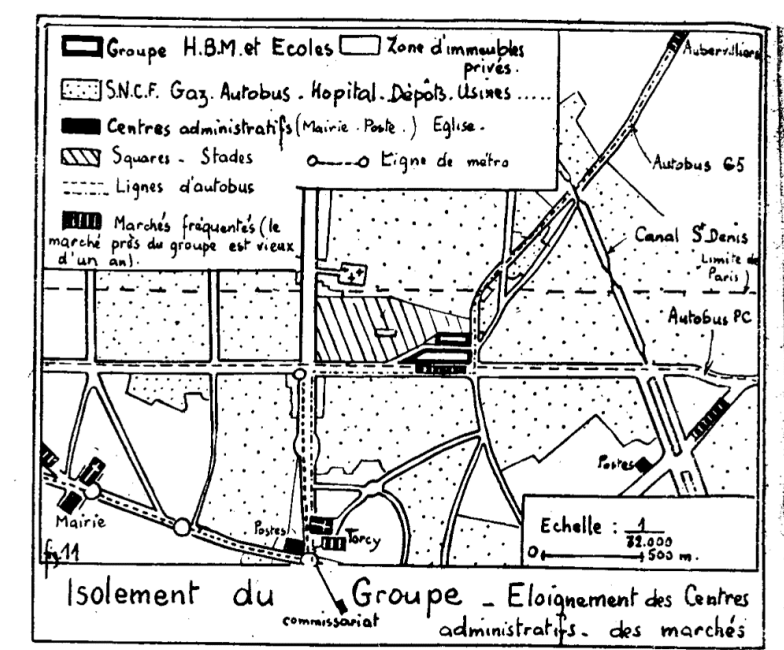 Groupe H.B.M. et Ecoles
Zone d'immeubles
privés.
S.N.C.F. Gaz. Autobus - Hopital - Dépôts. Usines .....
Centres administratifs (Mairie. Poste.) Eglise.
Squares - Stades
Ligne de métro
Lignes d'autobus
Marchés fréquentés (le
marché près du groupe est vieux
d'un an).
Aubervilliers
Autobus 65
Canal St Denis
(Limite de
Paris)
Autobus PC
Postes
Mairie
Postes
Torcy
fig 11
Echelle : 1
32.000
0
500 m.
Isolement du Groupe - Eloignement des Centres
commissariat
administratifs - des marchés